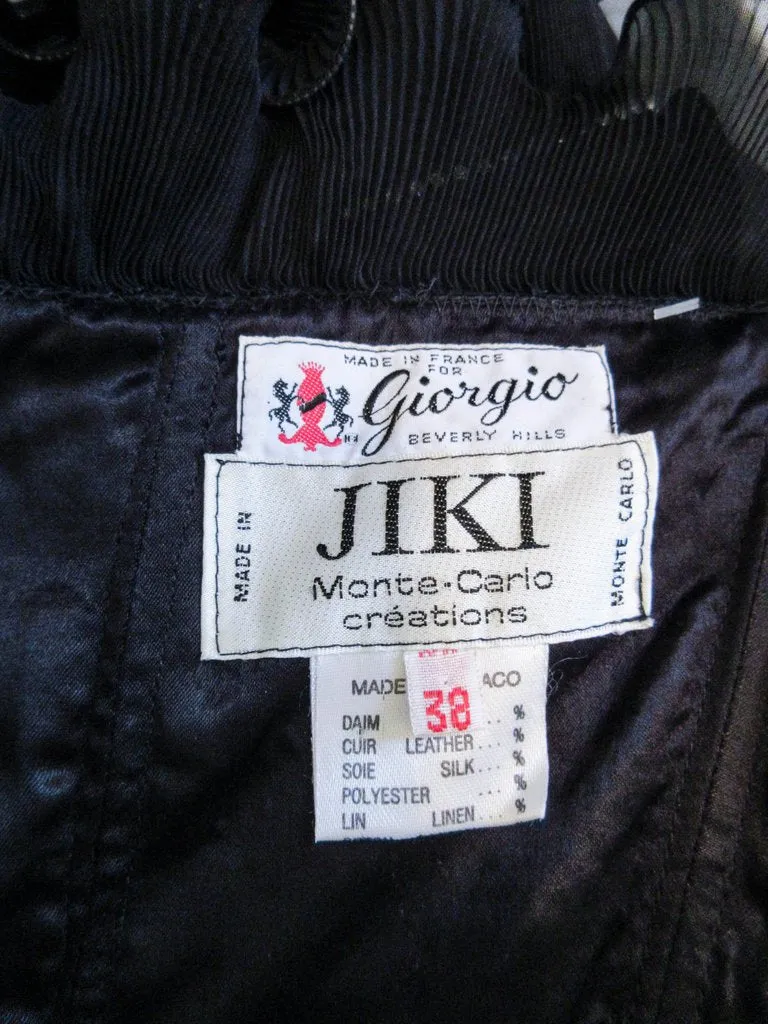 MADE IN FRANCE
FOR
Giorgio
BEVERLY HILLS
MADE IN
JIKI
MONTE CARLO
Monte-Carlo
créations
MADE ACO
38
DAIM ... %
CUIR LEATHER ... %
SOIE SILK ... %
POLYESTER ... %
LIN LINEN ... %